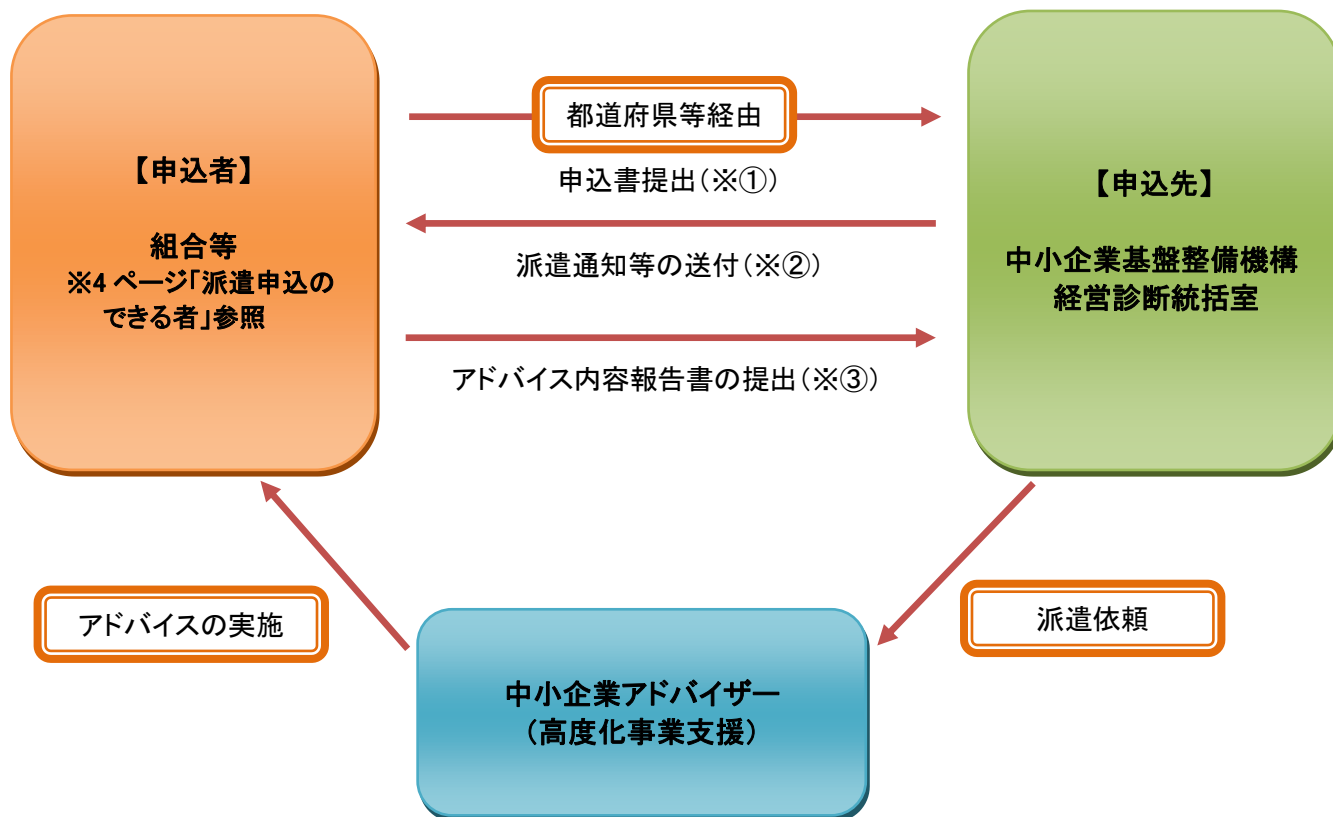 【申込者】
組合等
※4 ページ「派遣申込の
できる者」参照
都道府県等経由
申込書提出(※①)
派遣通知等の送付(※②)
アドバイス内容報告書の提出(※③)
【申込先】
中小企業基盤整備機構
経営診断統括室
アドバイスの実施
派遣依頼
中小企業アドバイザー
(高度化事業支援)